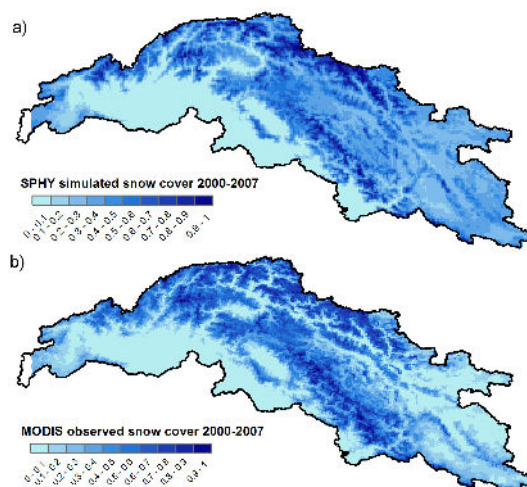 a)
SPHY simulated snow cover 2000-2007
0 - 0.1
0.1 - 0.2
0.2 - 0.3
0.3 - 0.4
0.4 - 0.5
0.5 - 0.6
0.6 - 0.7
0.7 - 0.8
0.8 - 0.9
0.9 - 1
b)
MODIS observed snow cover 2000-2007
0 - 0.1
0.1 - 0.2
0.2 - 0.3
0.3 - 0.4
0.4 - 0.5
0.5 - 0.6
0.6 - 0.7
0.7 - 0.8
0.8 - 0.9
0.9 - 1